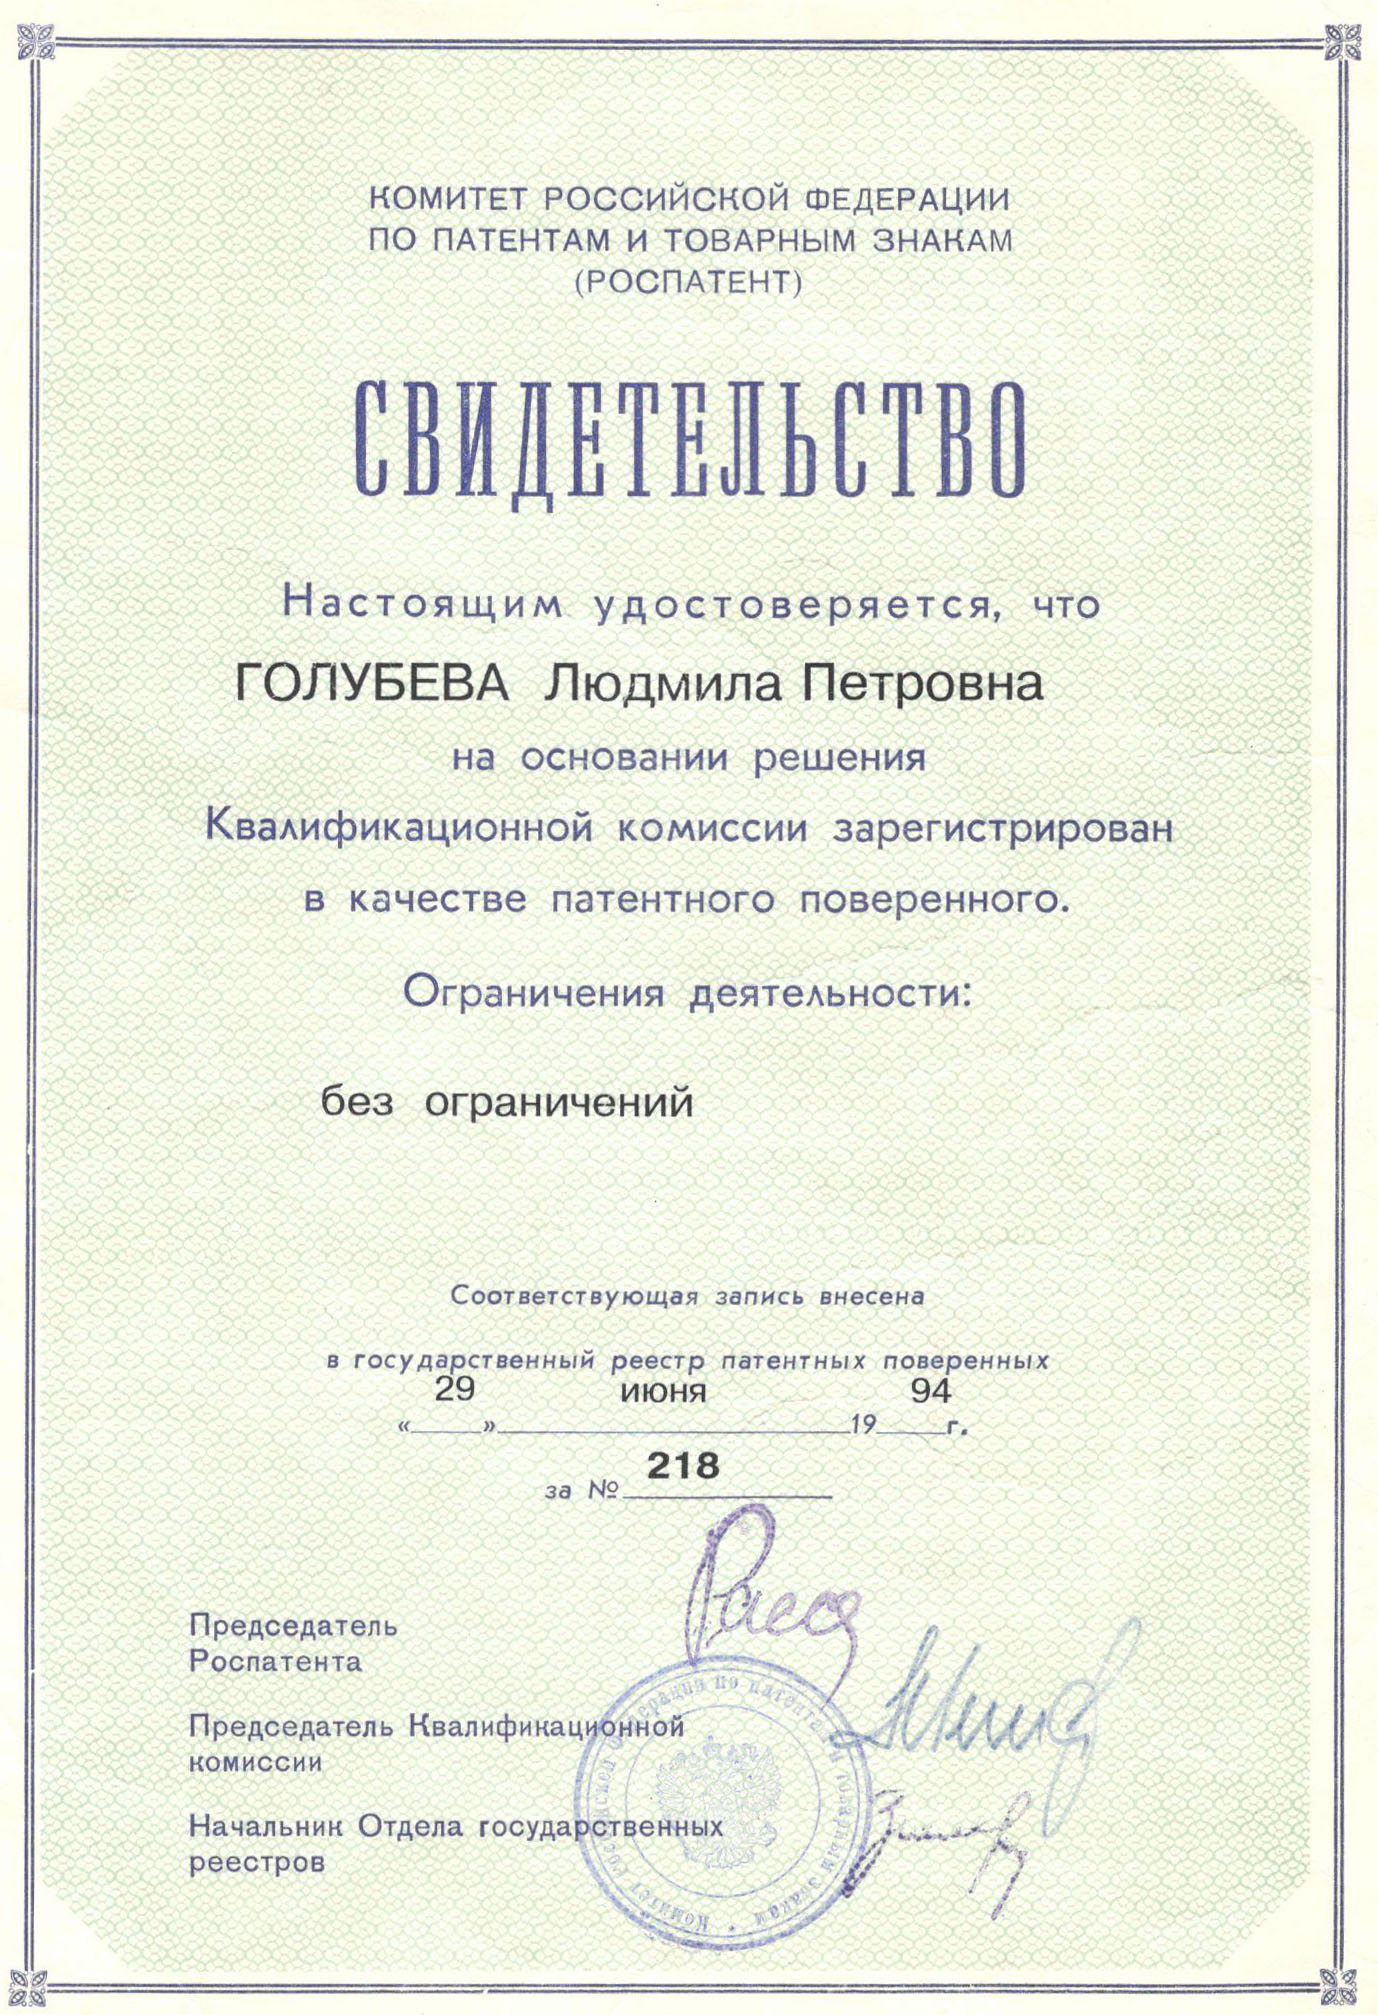 КОМИТЕТ РОССИЙСКОЙ ФЕДЕРАЦИИ
ПО ПАТЕНТАМ И ТОВАРНЫМ ЗНАКАМ
(РОСПАТЕНТ)
СВИДЕТЕЛЬСТВО
Настоящим удостоверяется, что
ГОЛУБЕВА Людмила Петровна
на основании решения
Квалификационной комиссии зарегистрирован
в качестве патентного поверенного.
Ограничения деятельности:
без ограничений
Соответствующая запись внесена
в государственный реестр патентных поверенных
« 29 » июня 19 94 г.
за № 218
Председатель
Роспатента
Председатель Квалификационной
комиссии
Начальник Отдела государственных
реестров
Комитет Российской Федерации по патентам и товарным знакам